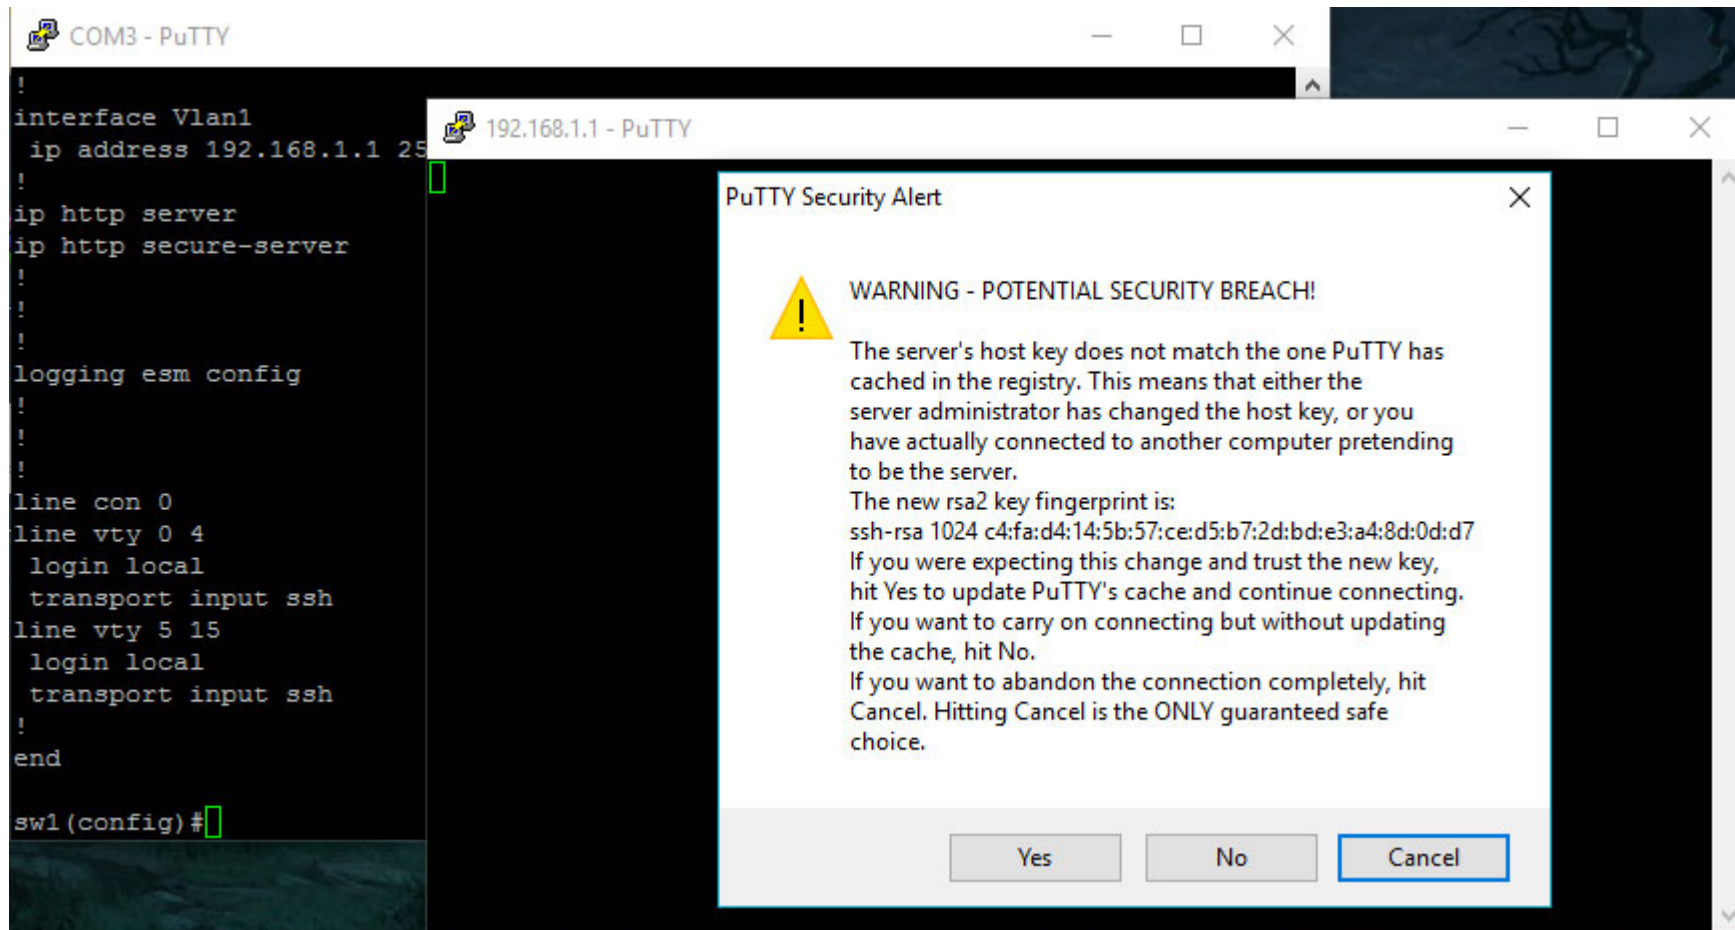 COM3 - PuTTY
!
interface Vlan1
ip address 192.168.1.1 25
!
ip http server
ip http secure-server
!
!
!
logging esm config
!
!
!
line con 0
line vty 0 4
login local
transport input ssh
line vty 5 15
login local
transport input ssh
!
end
sw1(config)#
192.168.1.1 - PuTTY
PuTTY Security Alert
WARNING - POTENTIAL SECURITY BREACH!
The server's host key does not match the one PuTTY has
cached in the registry. This means that either the
server administrator has changed the host key, or you
have actually connected to another computer pretending
to be the server.
The new rsa2 key fingerprint is:
ssh-rsa 1024 c4:fa:d4:14:5b:57:ce:d5:b7:2d:bd:e3:a4:8d:0d:d7
If you were expecting this change and trust the new key,
hit Yes to update PuTTY's cache and continue connecting.
If you want to carry on connecting but without updating
the cache, hit No.
If you want to abandon the connection completely, hit
Cancel. Hitting Cancel is the ONLY guaranteed safe
choice.
Yes No Cancel